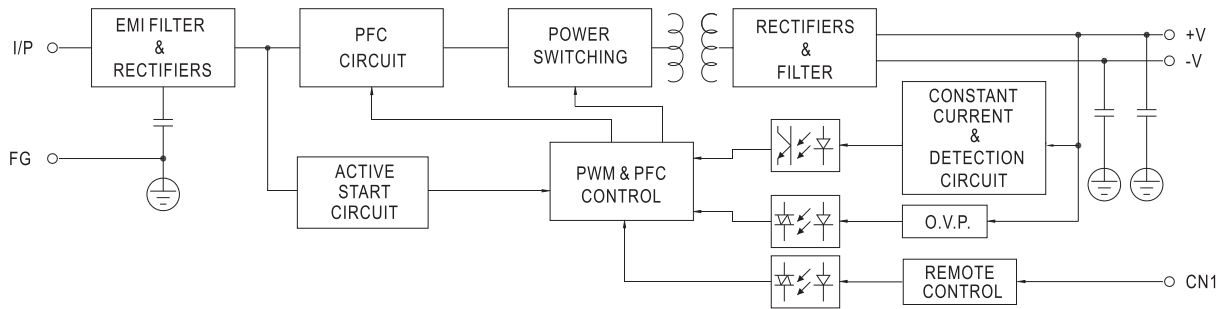 I/P
EMI FILTER
&
RECTIFIERS
PFC
CIRCUIT
POWER
SWITCHING
RECTIFIERS
&
FILTER
+V
-V
CONSTANT
CURRENT
&
DETECTION
CIRCUIT
FG
ACTIVE
START
CIRCUIT
PWM & PFC
CONTROL
O.V.P.
REMOTE
CONTROL
CN1